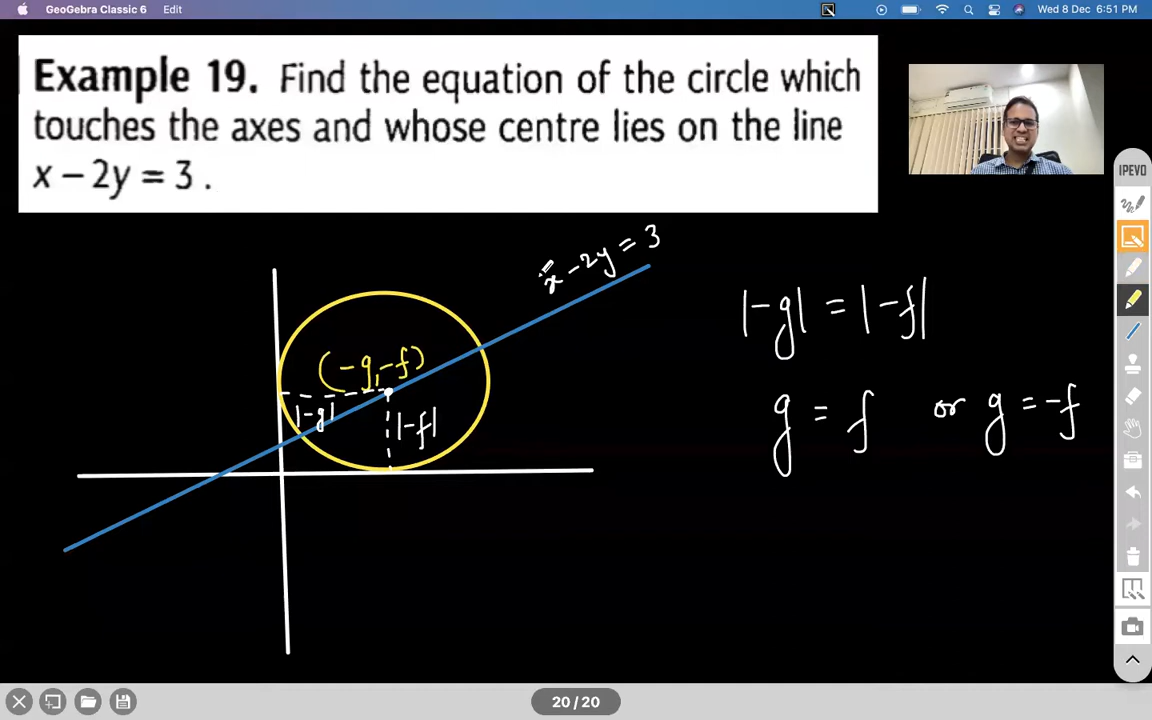 GeoGebra Classic 6 Edit Wed 8 Dec 6:51 PM
Example 19. Find the equation of the circle which
touches the axes and whose centre lies on the line
x – 2y = 3 .
IPEVO
x - 2y = 3
(-g, -f)
|-g|
|-f|
|-g| = |-f|
g = f or g = -f
20 / 20